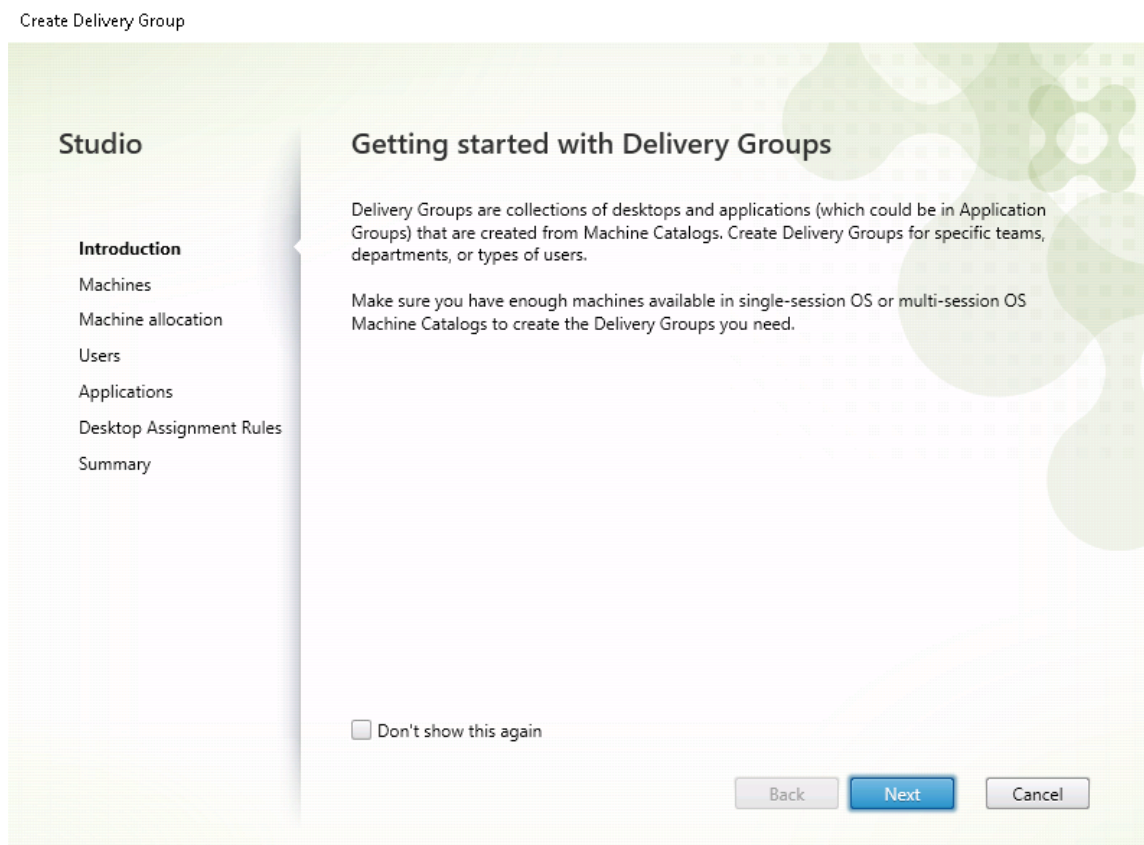 Create Delivery Group
Studio
Introduction
Machines
Machine allocation
Users
Applications
Desktop Assignment Rules
Summary
Getting started with Delivery Groups
Delivery Groups are collections of desktops and applications (which could be in Application
Groups) that are created from Machine Catalogs. Create Delivery Groups for specific teams,
departments, or types of users.
Make sure you have enough machines available in single-session OS or multi-session OS
Machine Catalogs to create the Delivery Groups you need.
Don't show this again
Back
Next
Cancel